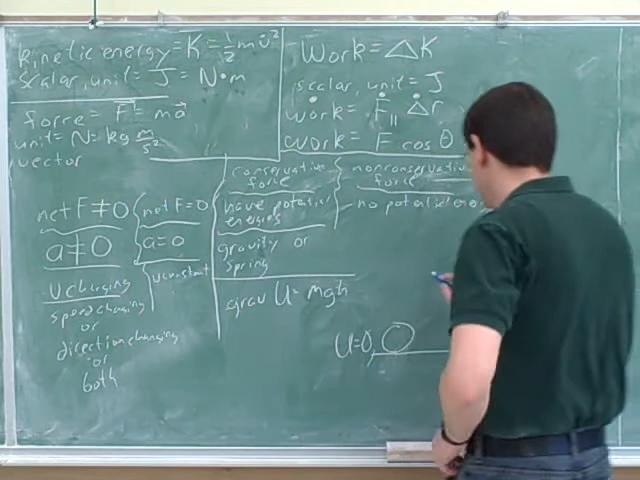 kinetic energy = K = ½mv²
scalar, unit = J = N•m
force = F⃗ = ma⃗
unit = N = kg m/s²
vector
Work = ΔK
scalar, unit = J
work = F∥ Δr
work = F cos θ
net F ≠ 0
a ≠ 0
v changing
speed changing
or
direction changing
or
both
net F = 0
a = 0
v constant
conservative
force
have potential
energies
gravity or
spring
grav U = mgh
nonconservative
force
no potential
U=0